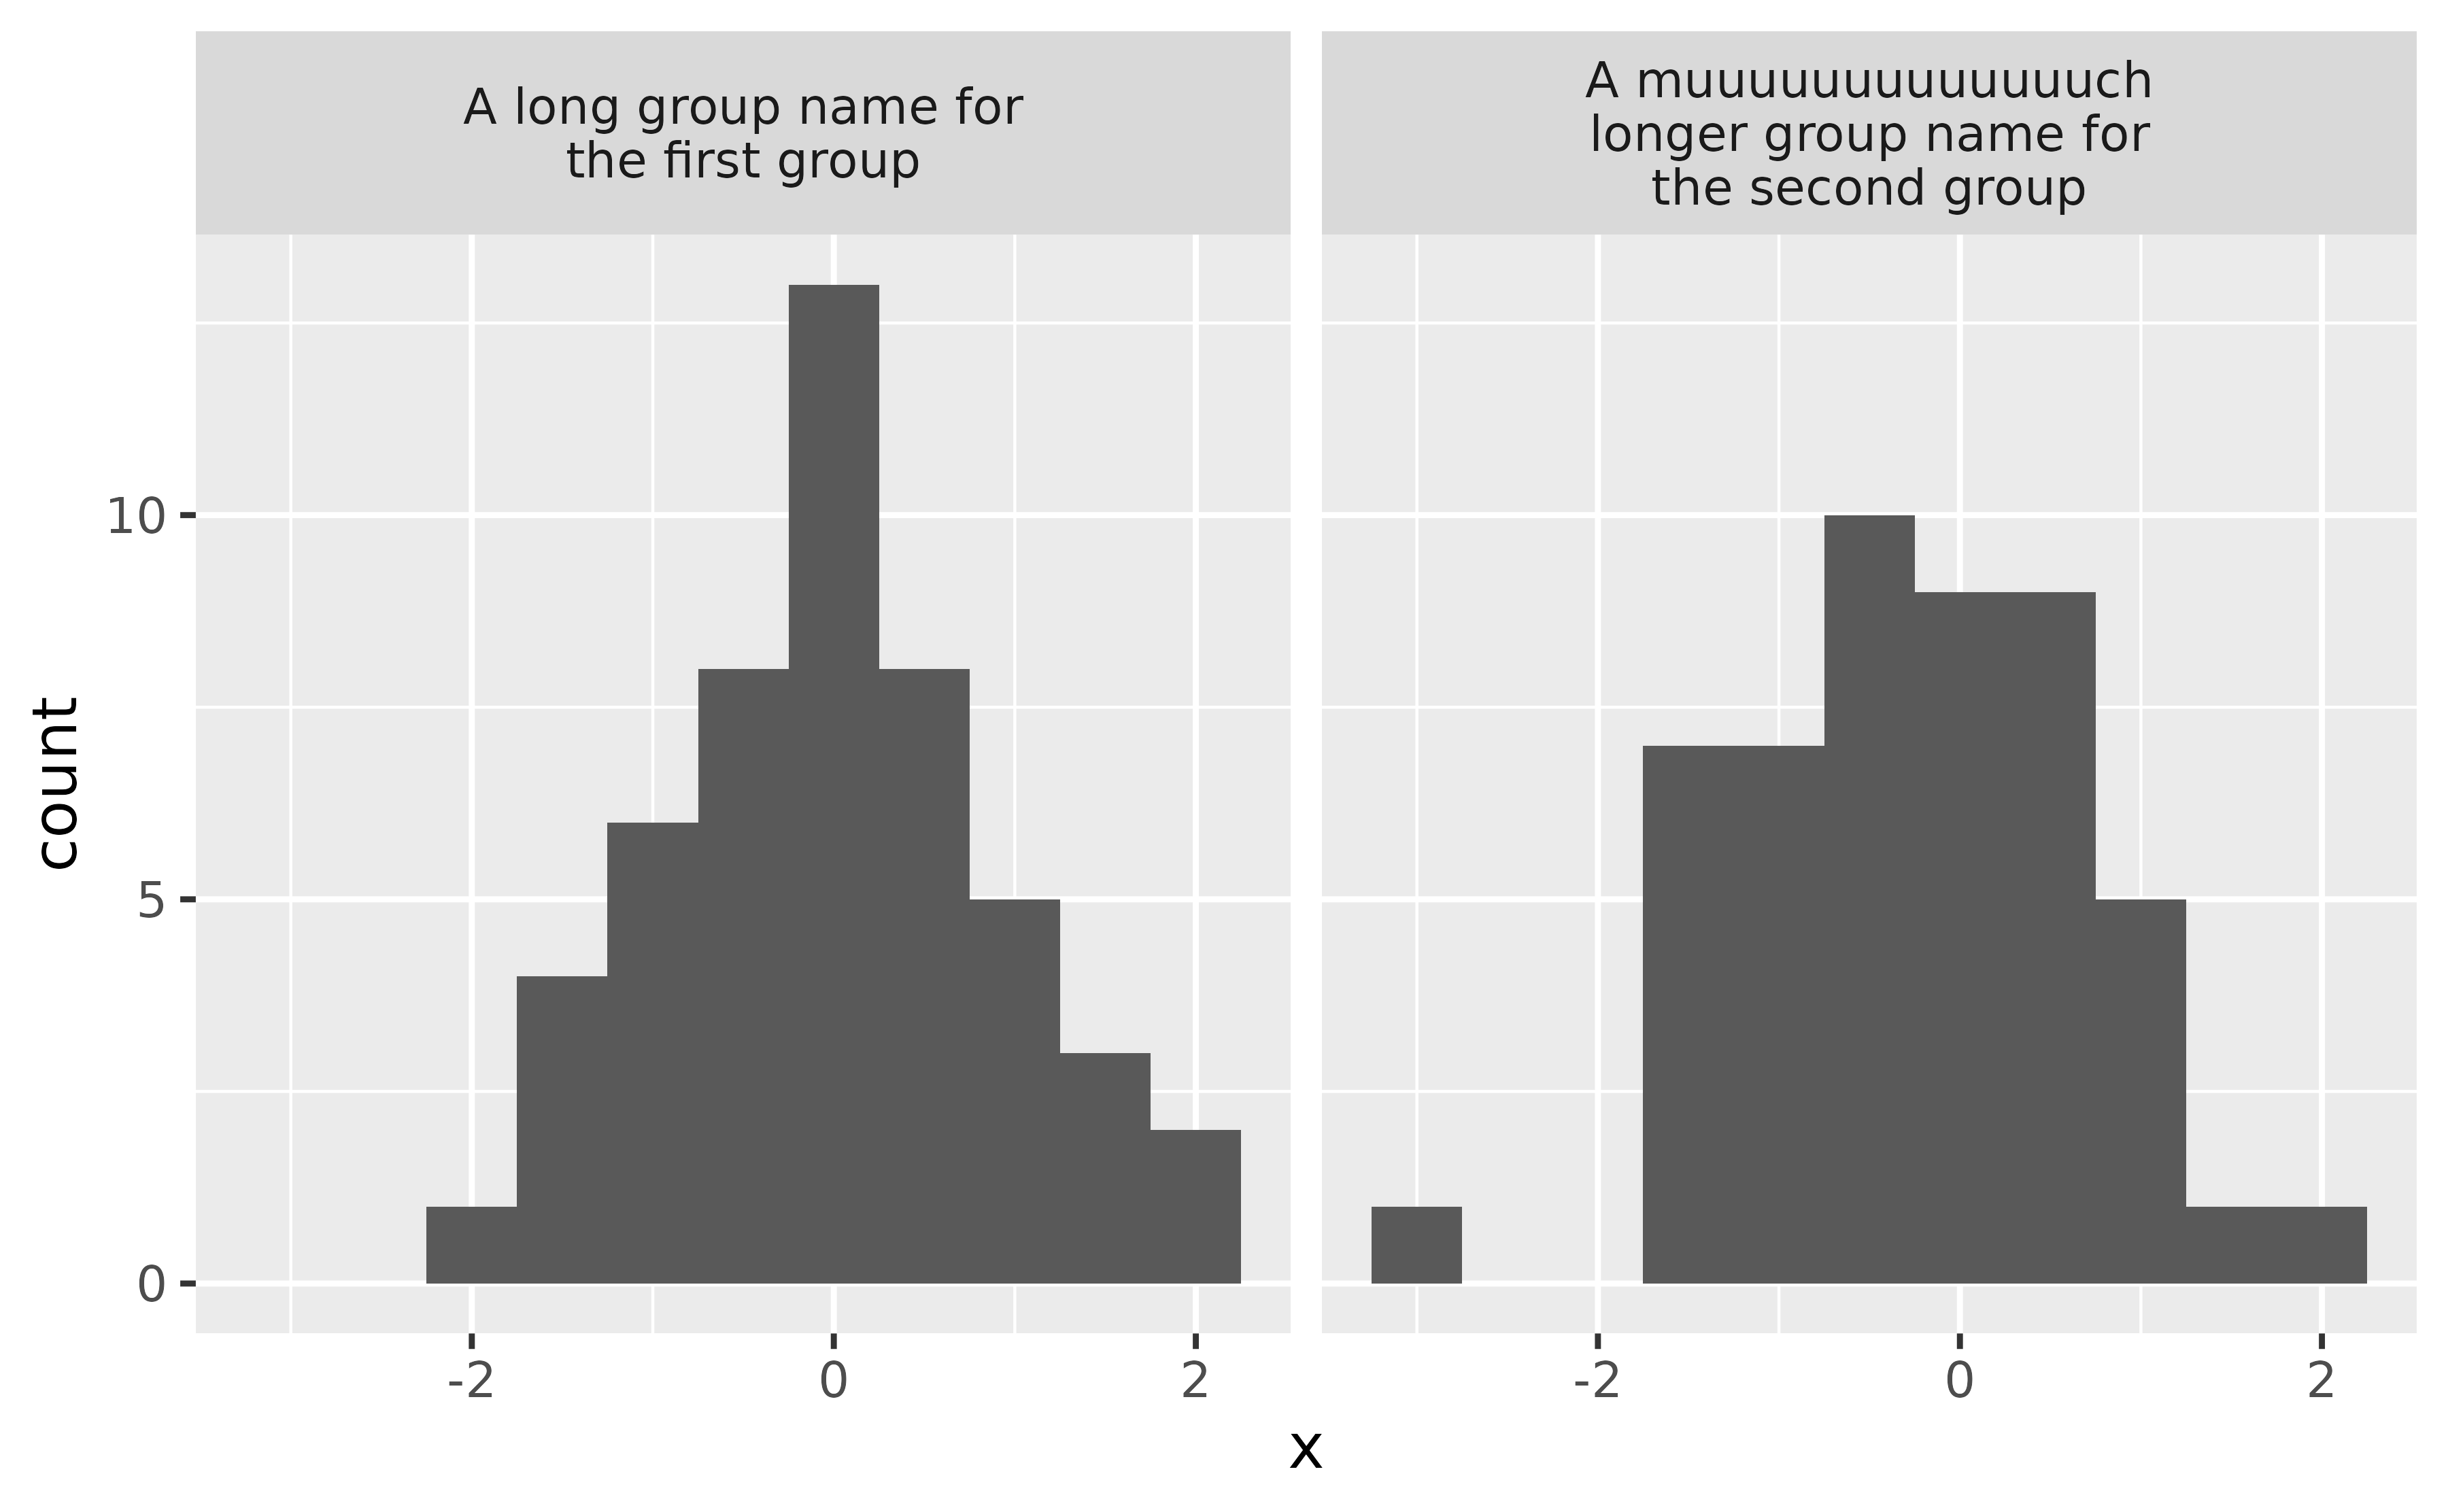 A long group name for
the first group
A muuuuuuuuuuuuuch
longer group name for
the second group
10
5
0
count
-2 0 2
-2 0 2
x